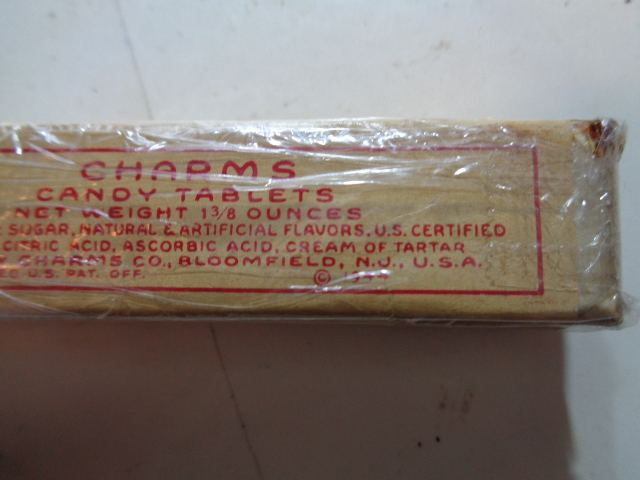 CHARMS
CANDY TABLETS
NET WEIGHT 1 3/8 OUNCES
SUGAR, NATURAL & ARTIFICIAL FLAVORS, U.S. CERTIFIED
CITRIC ACID, ASCORBIC ACID, CREAM OF TARTAR
CHARMS CO., BLOOMFIELD, N.J., U.S.A.
U.S. PAT. OFF. ©